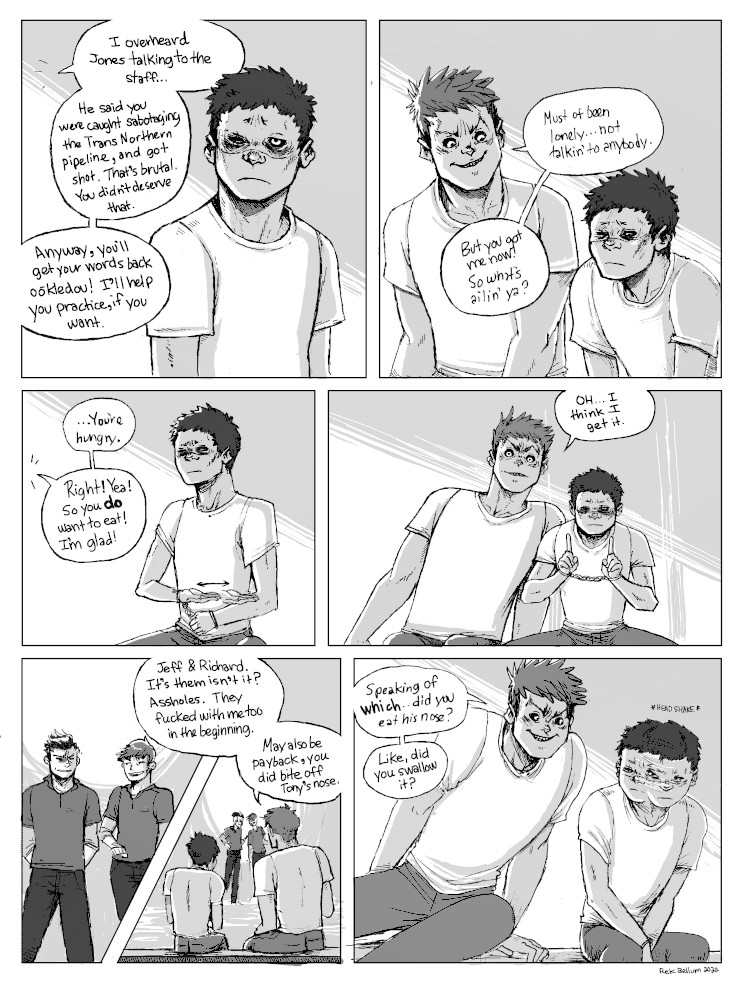 I overheard
Jones talking to the
staff...
He said you
were caught sabotaging
the Trans Northern
pipeline, and got
shot. That's brutal.
You didn't deserve
that.
Anyway, you'll
get your words back
oökledou! I'll help
you practice, if you
want.
Must of been
lonely...not
talkin' to anybody.
But you got
me now!
So what's
ailin' ya?
...You're
hungry.
Right! Yea!
So you do
want to eat!
I'm glad!
OH... I
think I
get it.
Jeff & Richard.
It's them isn't it?
Assholes. They
fucked with me too
in the beginning.
May also be
payback, you
did bite off
Tony's nose.
Speaking of
which...did you
eat his nose?
Like, did
you swallow
it?
*HEAD SHAKE*
Rek Bellum 2022